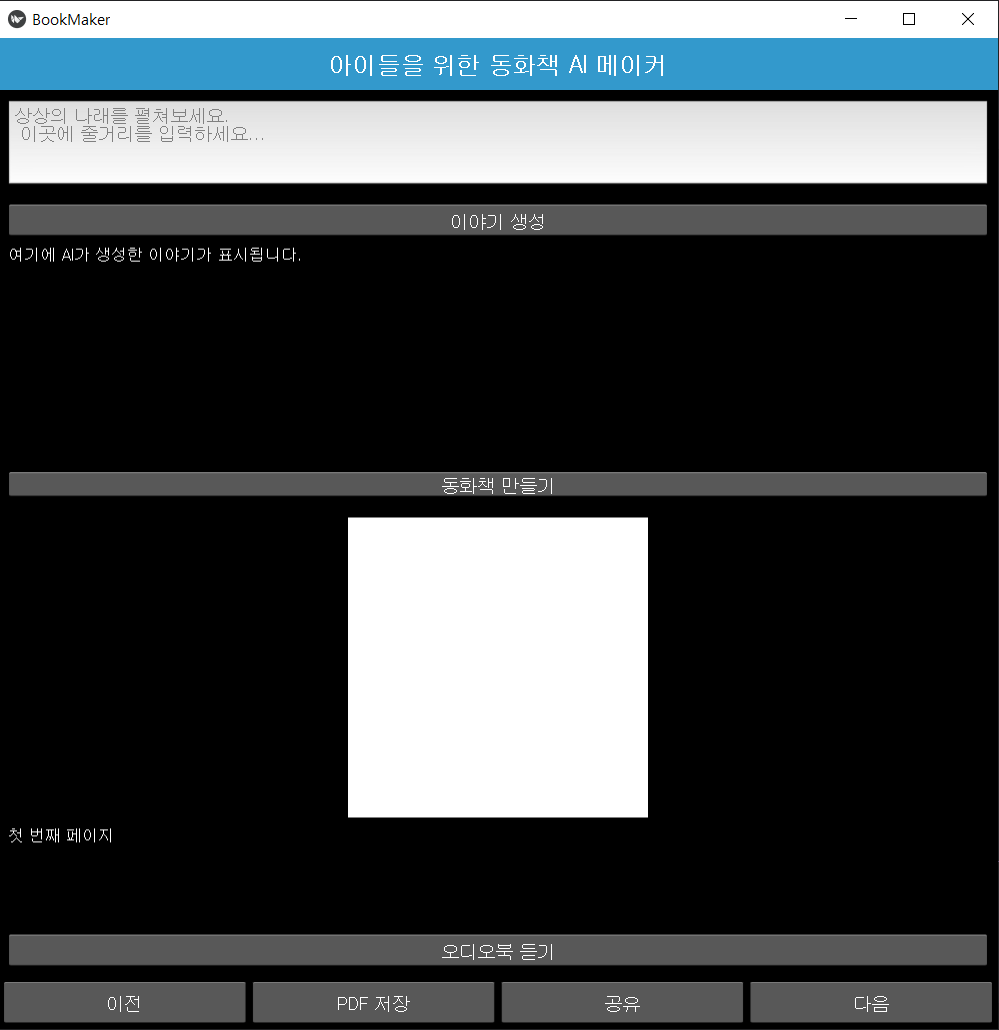 BookMaker
아이들을 위한 동화책 AI 메이커
상상의 나래를 펼쳐보세요.
이곳에 줄거리를 입력하세요...
이야기 생성
여기에 AI가 생성한 이야기가 표시됩니다.
동화책 만들기
첫 번째 페이지
오디오북 듣기
이전
PDF 저장
공유
다음